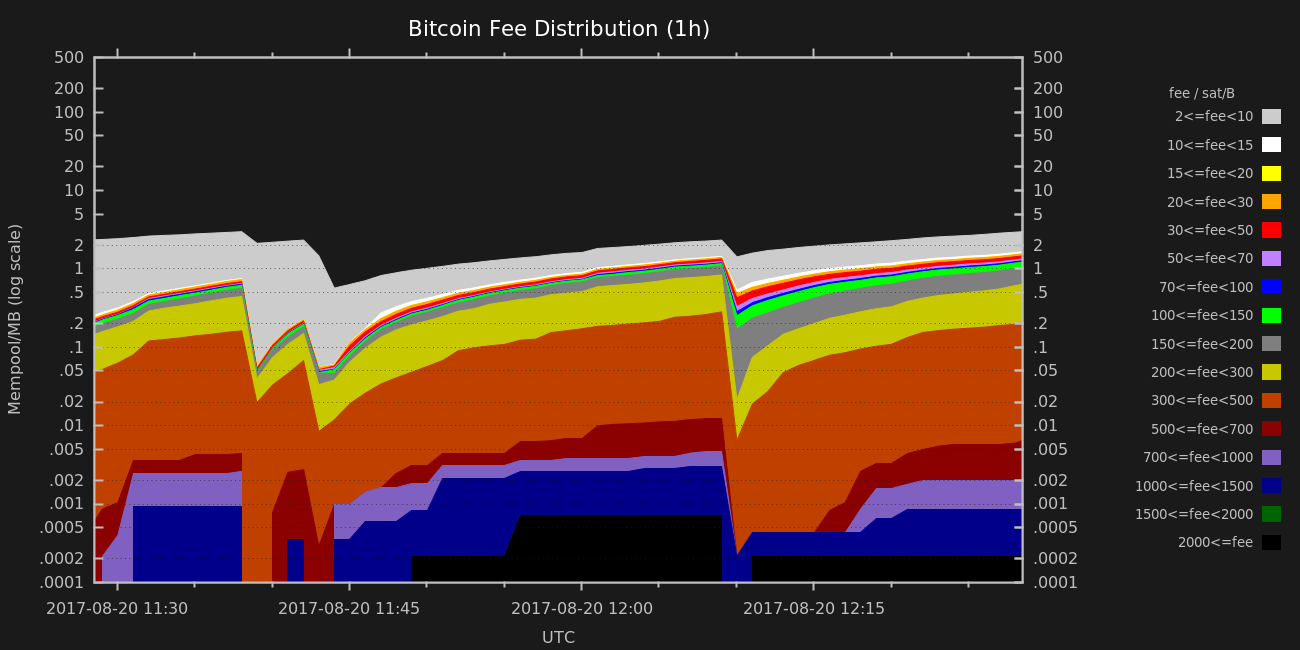 Bitcoin Fee Distribution (1h)
500
200
100
50
20
10
5
2
1
.5
.2
.1
.05
.02
.01
.005
.002
.001
.0005
.0002
.0001
Mempool/MB (log scale)
500
200
100
50
20
10
5
2
1
.5
.2
.1
.05
.02
.01
.005
.002
.001
.0005
.0002
.0001
2017-08-20 11:30
2017-08-20 11:45
2017-08-20 12:00
2017-08-20 12:15
UTC
fee / sat/B
2<=fee<10
10<=fee<15
15<=fee<20
20<=fee<30
30<=fee<50
50<=fee<70
70<=fee<100
100<=fee<150
150<=fee<200
200<=fee<300
300<=fee<500
500<=fee<700
700<=fee<1000
1000<=fee<1500
1500<=fee<2000
2000<=fee